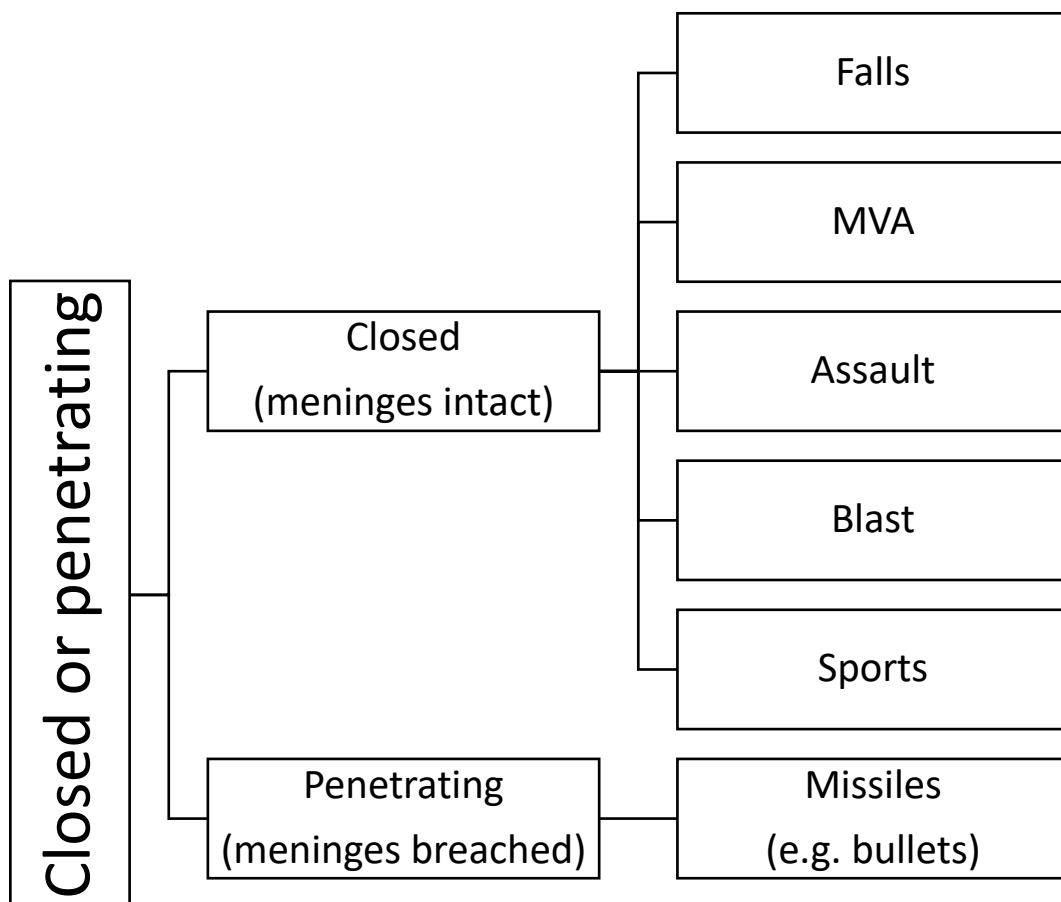 Closed or penetrating
Closed
(meninges intact)
Falls
MVA
Assault
Blast
Sports
Penetrating
(meninges breached)
Missiles
(e.g. bullets)